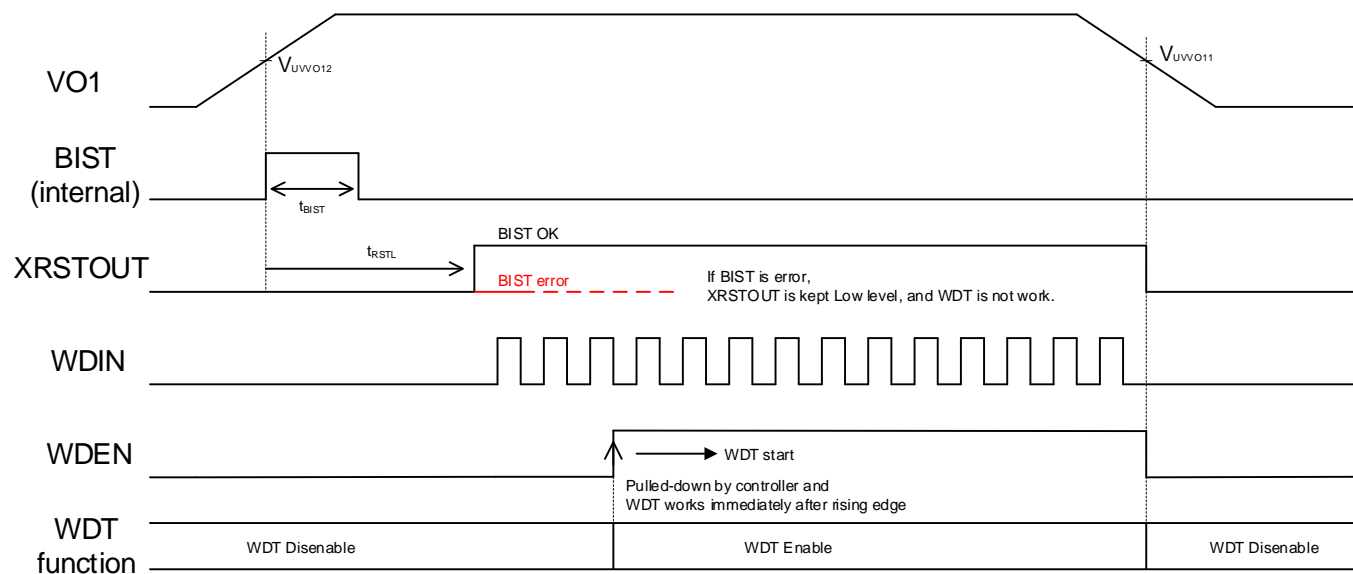 VO1
VUVVO12
VUVVO11
BIST
(internal)
tBIST
XRSTOUT
tRSTL
BIST OK
BIST error
If BIST is error,
XRSTOUT is kept Low level, and WDT is not work.
WDIN
WDEN
WDT start
Pulled-down by controller and
WDT works immediately after rising edge
WDT
function
WDT Disenable
WDT Enable
WDT Disenable